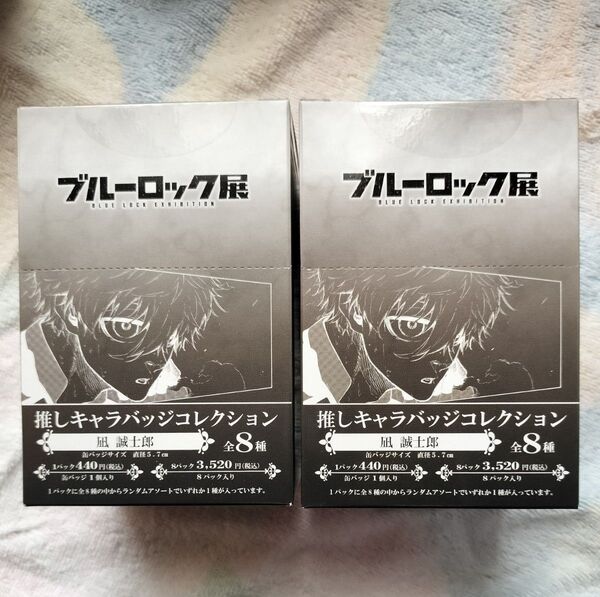 ブルーロック展
BLUE LOCK EXHIBITION
推しキャラバッジコレクション
凪 誠士郎
全8種
缶バッジサイズ 直径5.7cm
1パック440円(税込)
缶バッジ1個入り
8パック3,520円(税込)
8パック入り
1パックに全8種の中からランダムアソートでいずれか1種が入っています。
ブルーロック展
BLUE LOCK EXHIBITION
推しキャラバッジコレクション
凪 誠士郎
全8種
缶バッジサイズ 直径5.7cm
1パック440円(税込)
缶バッジ1個入り
8パック3,520円(税込)
8パック入り
1パックに全8種の中からランダムアソートでいずれか1種が入っています。